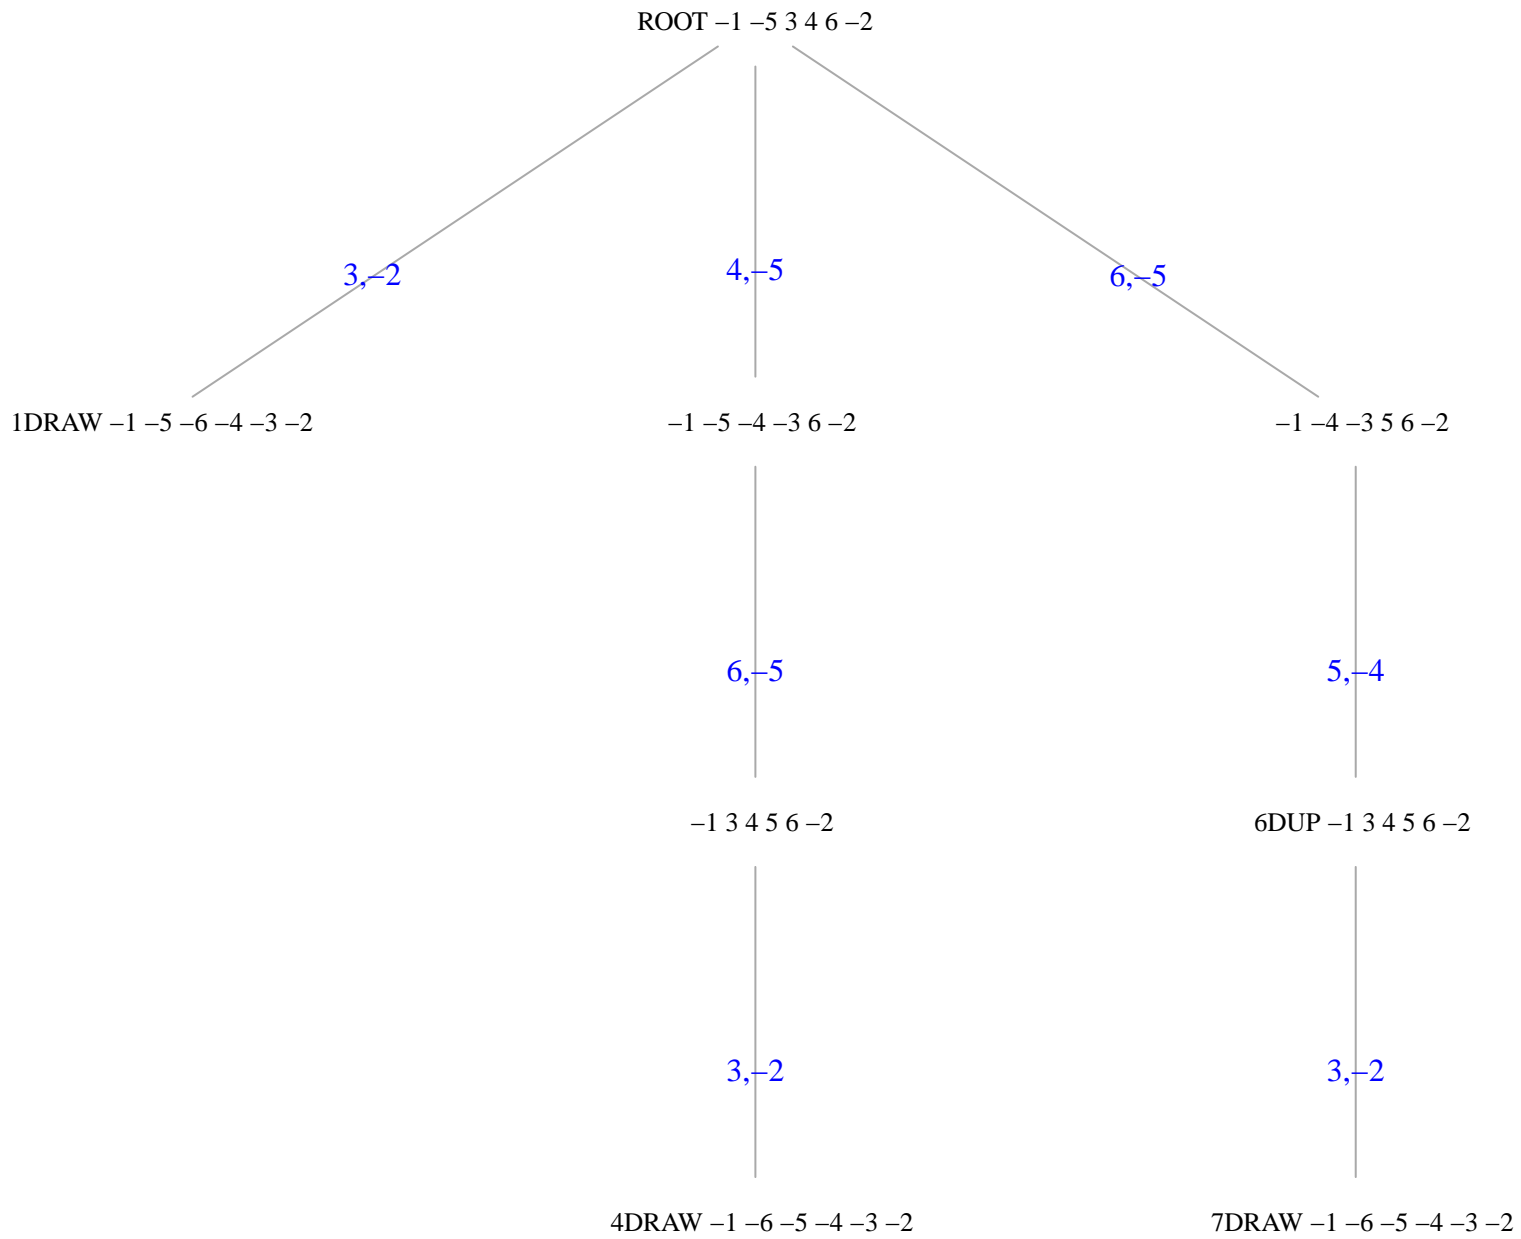 ROOT –1 –5 3 4 6 –2
3,–2
4,–5
6,–5
1DRAW –1 –5 –6 –4 –3 –2
–1 –5 –4 –3 6 –2
–1 –4 –3 5 6 –2
6,–5
5,–4
–1 3 4 5 6 –2
6DUP –1 3 4 5 6 –2
3,–2
3,–2
4DRAW –1 –6 –5 –4 –3 –2
7DRAW –1 –6 –5 –4 –3 –2